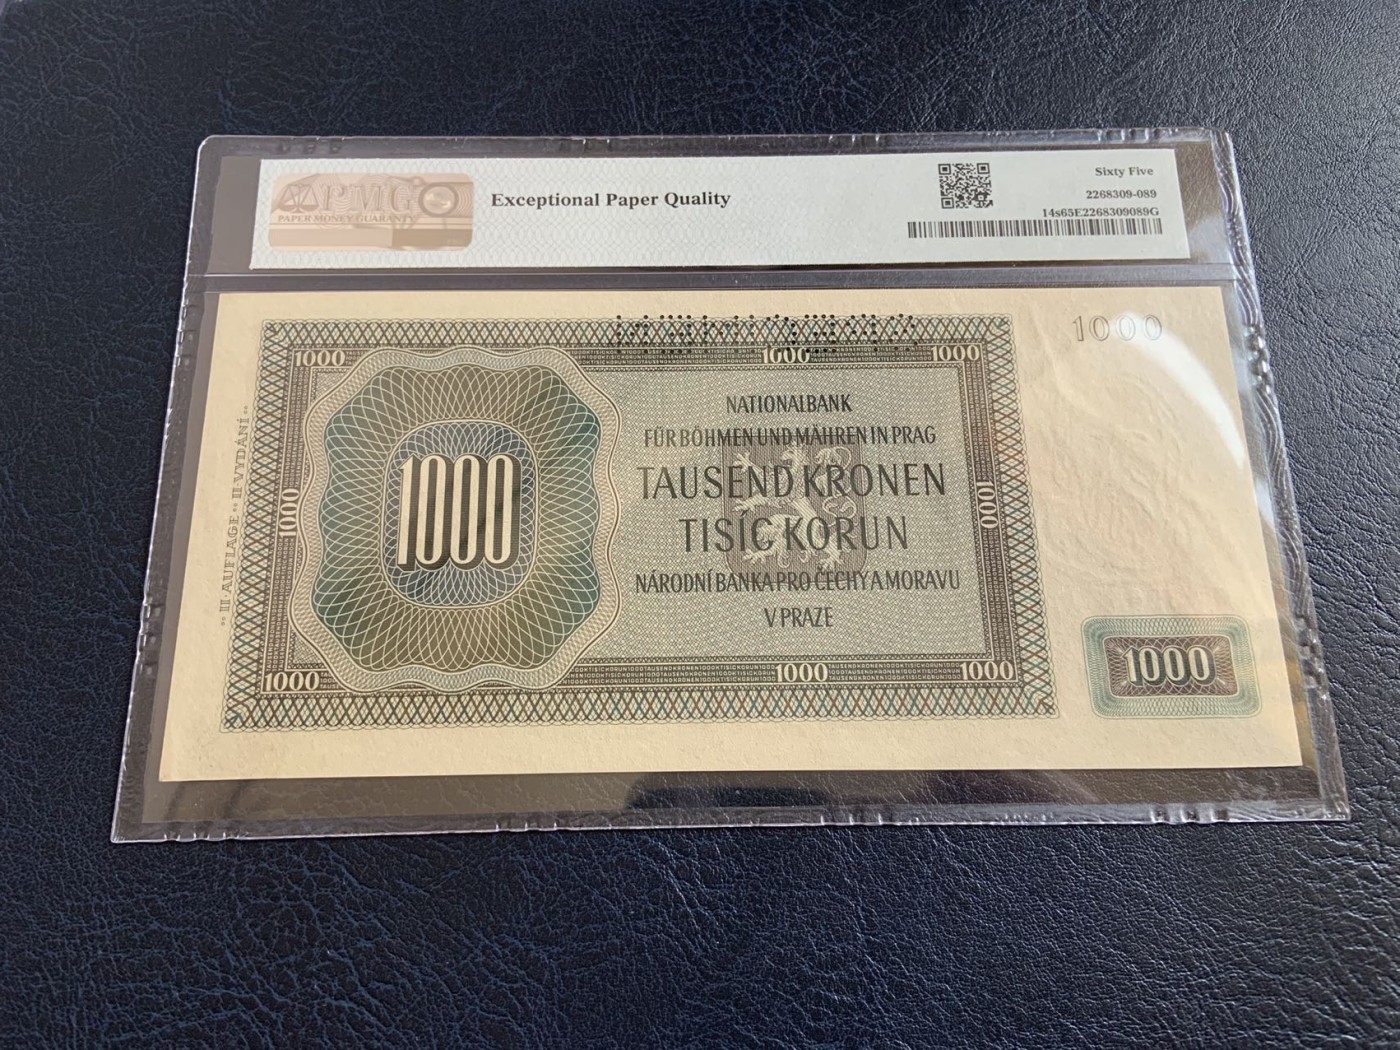 PMG
PAPER MONEY GUARANTY
Exceptional Paper Quality
Sixty Five
2268309-089
14s65E2268309089G
1000
1000
1000
1000
NATIONALBANK
FÜR BÖHMEN UND MÄHREN IN PRAG
TAUSEND KRONEN
TISÍC KORUN
NÁRODNÍ BANKA PRO ČECHY A MORAVU
V PRAZE
1000
1000
1000
1000
1000
1000
1000
II· AUFLAGE II VYDÁNÍ